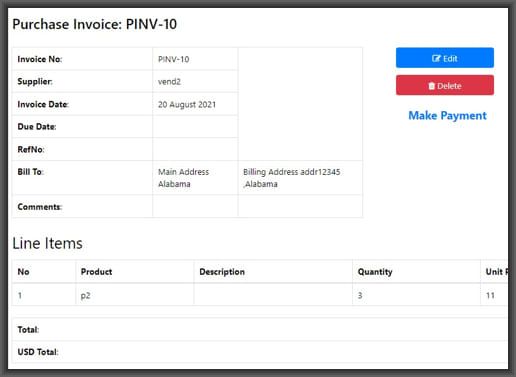 Purchase Invoice: PINV-10
Invoice No: PINV-10
Edit
Supplier: vend2
Delete
Invoice Date: 20 August 2021
Make Payment
Due Date:
RefNo:
Bill To: Main Address Billing Address addr12345
Alabama ,Alabama
Comments:
Line Items
No Product Description Quantity Unit
1 p2 3 11
Total:
USD Total: